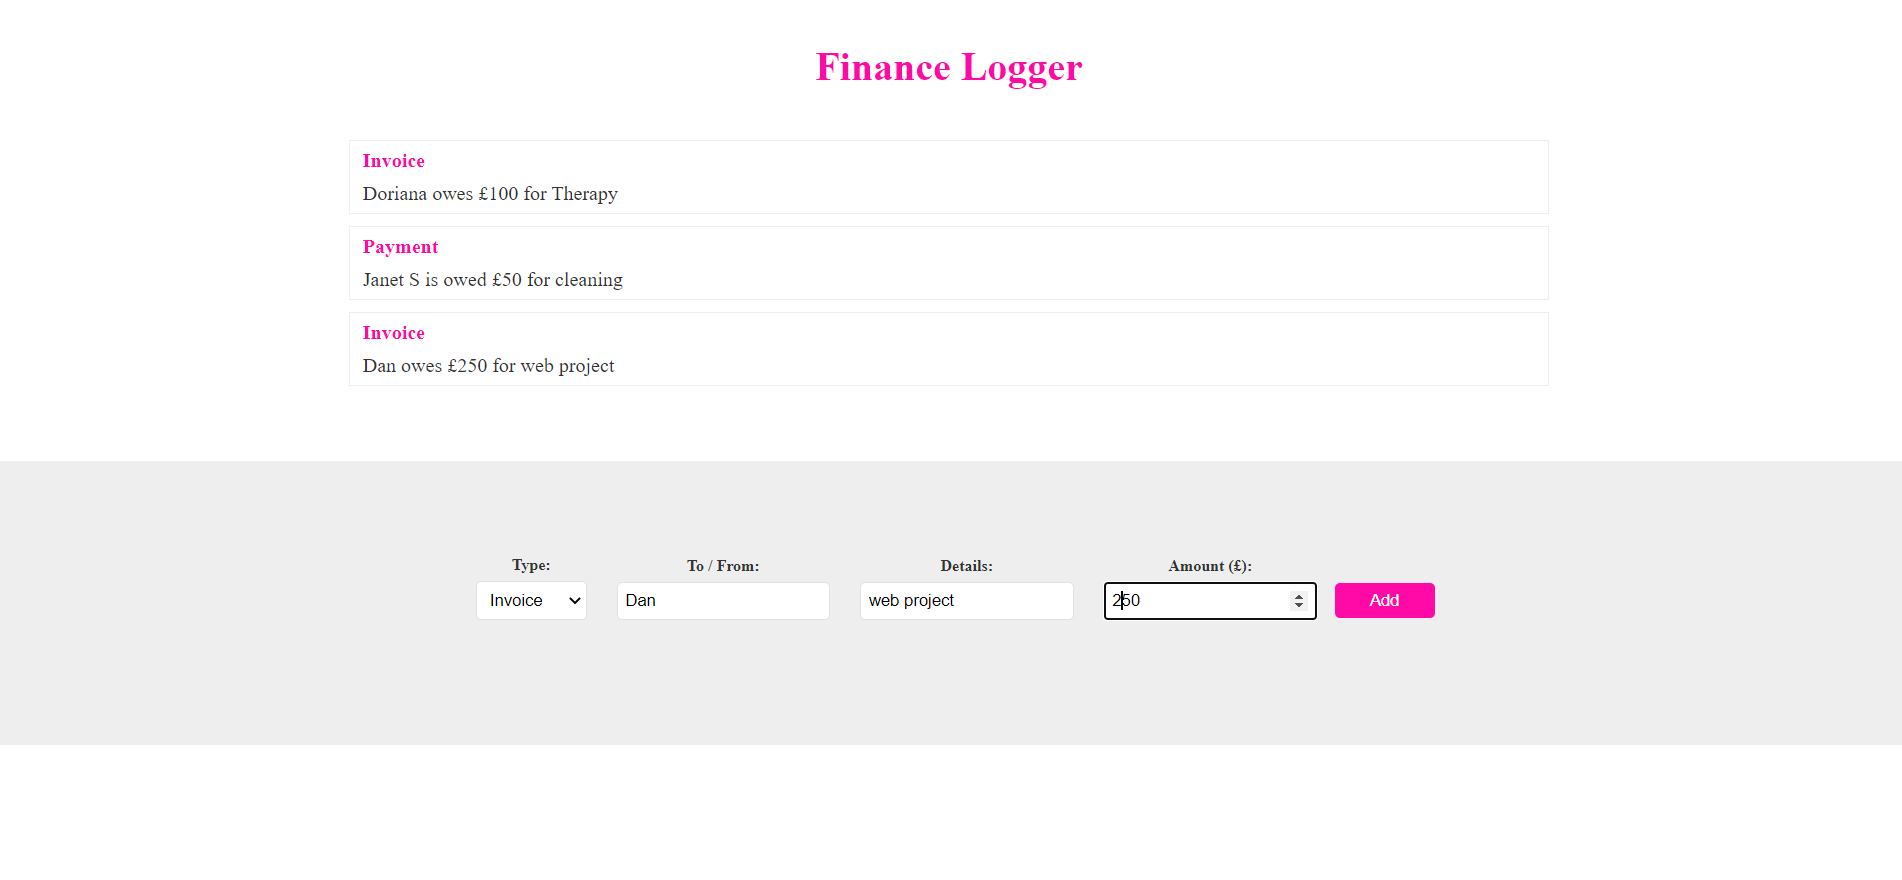 Finance Logger
Invoice
Doriana owes £100 for Therapy
Payment
Janet S is owed £50 for cleaning
Invoice
Dan owes £250 for web project
Type: To / From: Details: Amount (£):
Invoice Dan web project 250 Add